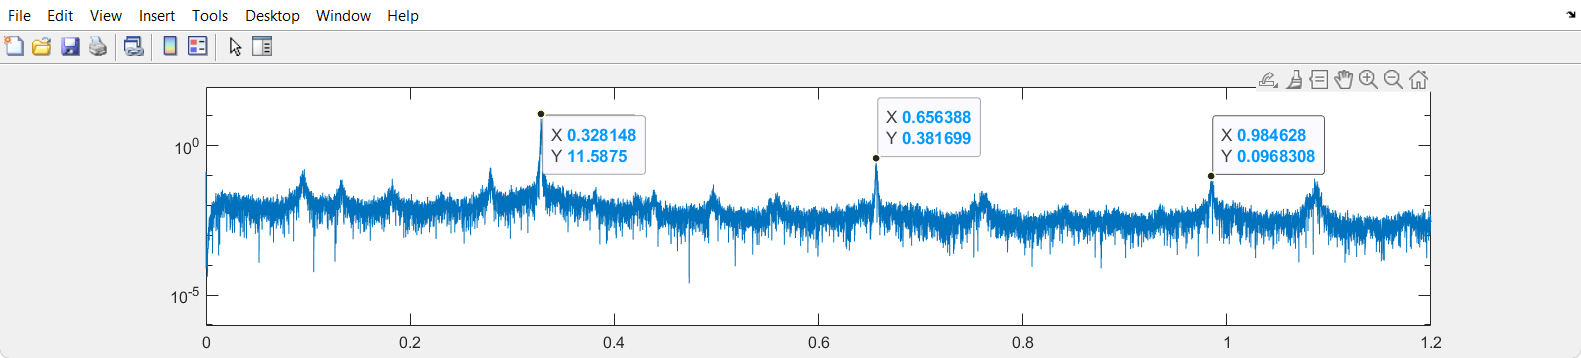 File Edit View Insert Tools Desktop Window Help
X 0.328148
Y 11.5875
X 0.656388
Y 0.381699
X 0.984628
Y 0.0968308
10^0
10^-5
0 0.2 0.4 0.6 0.8 1 1.2